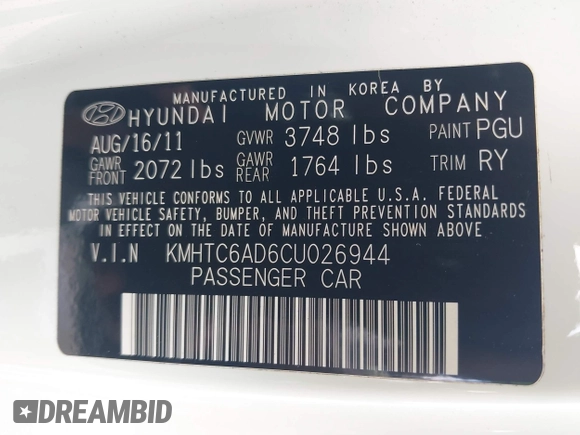 MANUFACTURED IN KOREA BY
HYUNDAI MOTOR COMPANY
AUG/16/11 GVWR 3748 lbs PAINT PGU
GAWR FRONT 2072 lbs GAWR REAR 1764 lbs TRIM RY
THIS VEHICLE CONFORMS TO ALL APPLICABLE U.S.A. FEDERAL
MOTOR VEHICLE SAFETY, BUMPER, AND THEFT PREVENTION STANDARDS
IN EFFECT ON THE DATE OF MANUFACTURE SHOWN ABOVE.
V.I.N KMHTC6AD6CU026944
PASSENGER CAR
DREAMBID